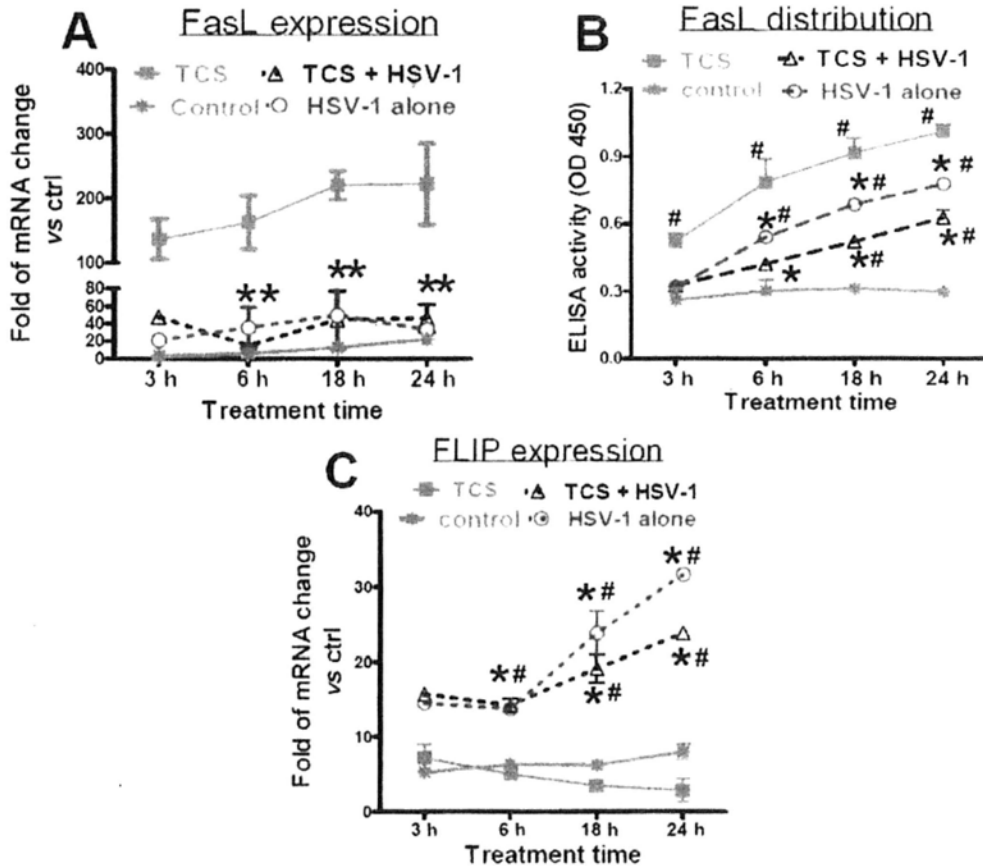 A FasL expression
TCS TCS + HSV-1
Control HSV-1 alone
Fold of mRNA change
vs ctrl
400
300
200
100
80
60
40
20
0
** ** **
3 h 6 h 18 h 24 h
Treatment time
B FasL distribution
TCS TCS + HSV-1
control HSV-1 alone
ELISA activity (OD 450)
1.2
0.9
0.6
0.3
0.0
# # # #
*# *# *#
* *# *#
3 h 6 h 18 h 24 h
Treatment time
C FLIP expression
TCS TCS + HSV-1
control HSV-1 alone
Fold of mRNA change
vs ctrl
40
30
20
10
0
*# *# *#
*# *#
3 h 6 h 18 h 24 h
Treatment time